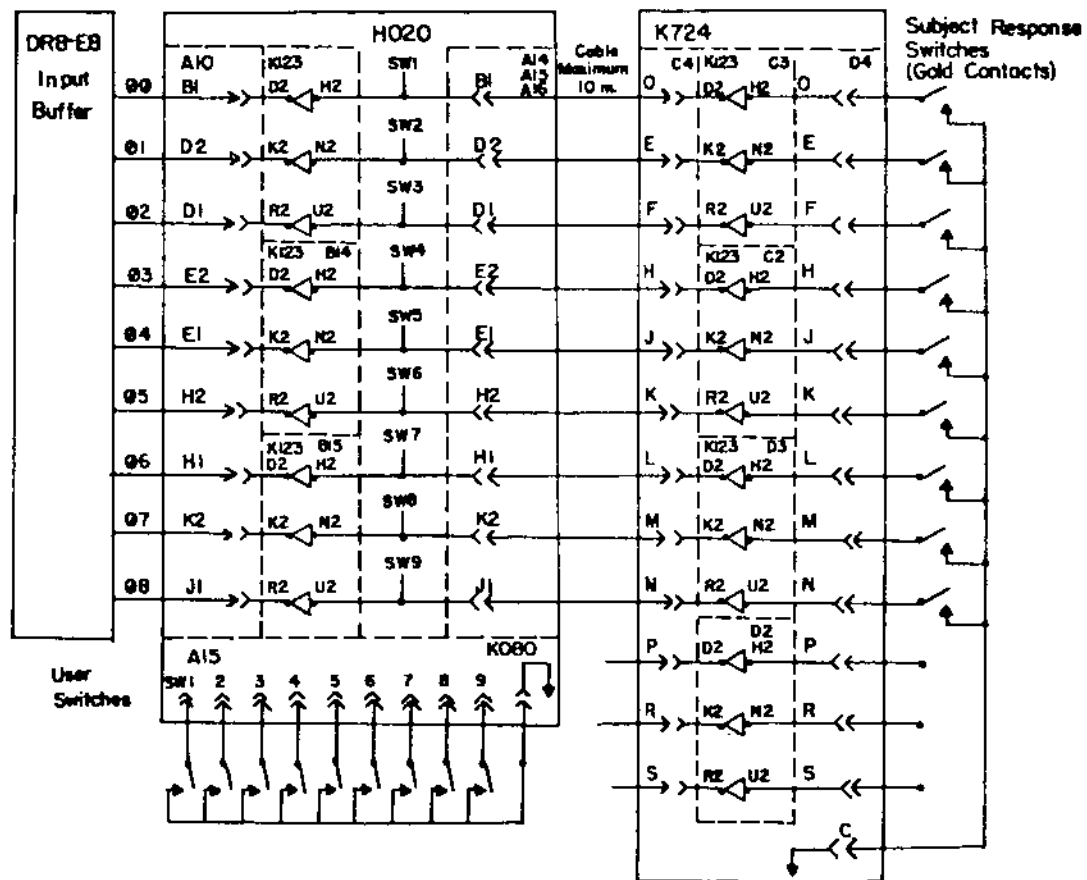 DR8-E8
Input
Buffer
H020
K724
Subject Response
Switches
(Gold Contacts)
Cable
Maximum
10 m.
A10
K123
SW1
A14
A15
A16
C4
K123
C3
D4
00
B1
D2
H2
B1
O
D2
H2
O
SW2
01
D2
K2
N2
D2
E
K2
N2
E
SW3
02
D1
R2
U2
D1
F
R2
U2
F
K123
B14
SW4
K123
C2
03
E2
D2
H2
E2
H
D2
H2
H
SW5
04
E1
K2
N2
E1
J
K2
N2
J
SW6
05
H2
R2
U2
H2
K
R2
U2
K
K123
B15
SW7
K123
D3
06
H1
D2
H2
H1
L
D2
H2
L
SW8
07
K2
K2
N2
K2
M
K2
N2
M
SW9
08
J1
R2
U2
J1
N
R2
U2
N
D2
P
D2
H2
P
R
K2
N2
R
S
R2
U2
S
C
A15
K080
User
Switches
SW1 2 3 4 5 6 7 8 9